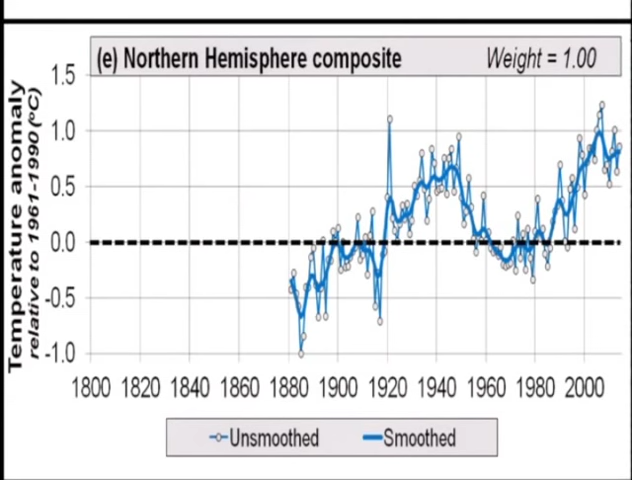 (e) Northern Hemisphere composite Weight = 1.00
Temperature anomaly
relative to 1961-1990 (ºC)
1.5
1.0
0.5
0.0
-0.5
-1.0
1800 1820 1840 1860 1880 1900 1920 1940 1960 1980 2000
Unsmoothed Smoothed